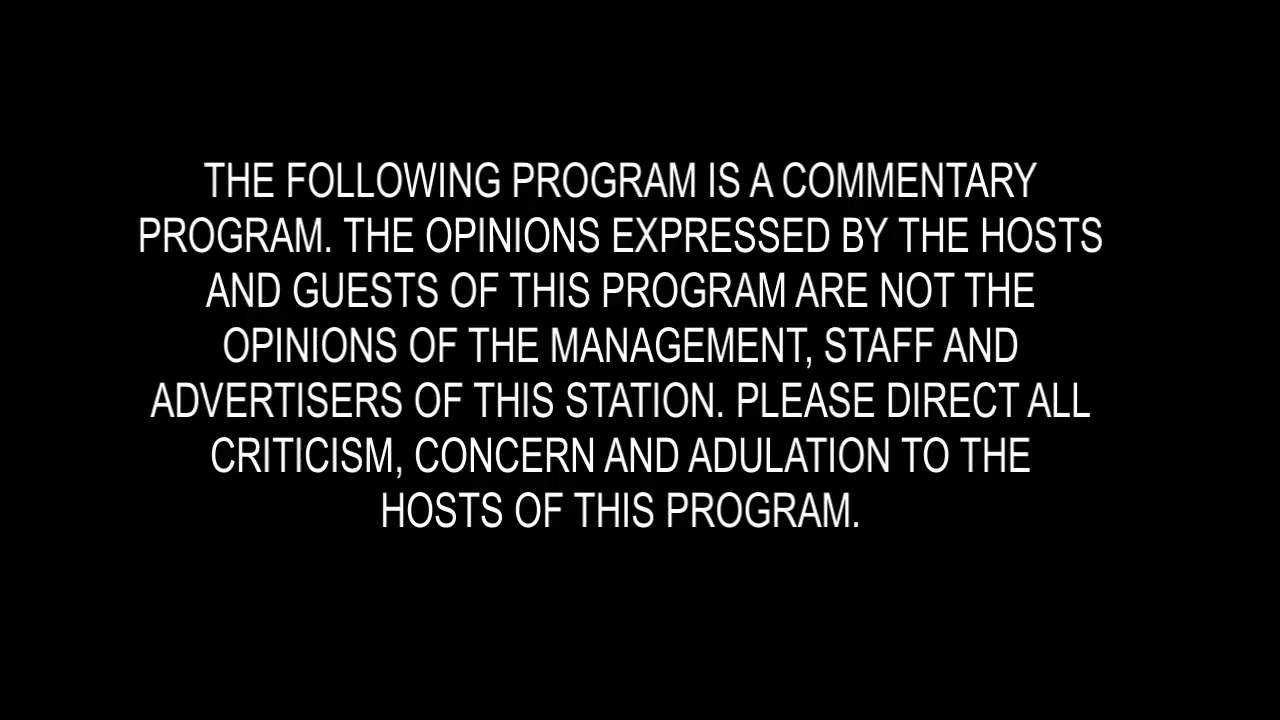 THE FOLLOWING PROGRAM IS A COMMENTARY
PROGRAM. THE OPINIONS EXPRESSED BY THE HOSTS
AND GUESTS OF THIS PROGRAM ARE NOT THE
OPINIONS OF THE MANAGEMENT, STAFF AND
ADVERTISERS OF THIS STATION. PLEASE DIRECT ALL
CRITICISM, CONCERN AND ADULATION TO THE
HOSTS OF THIS PROGRAM.